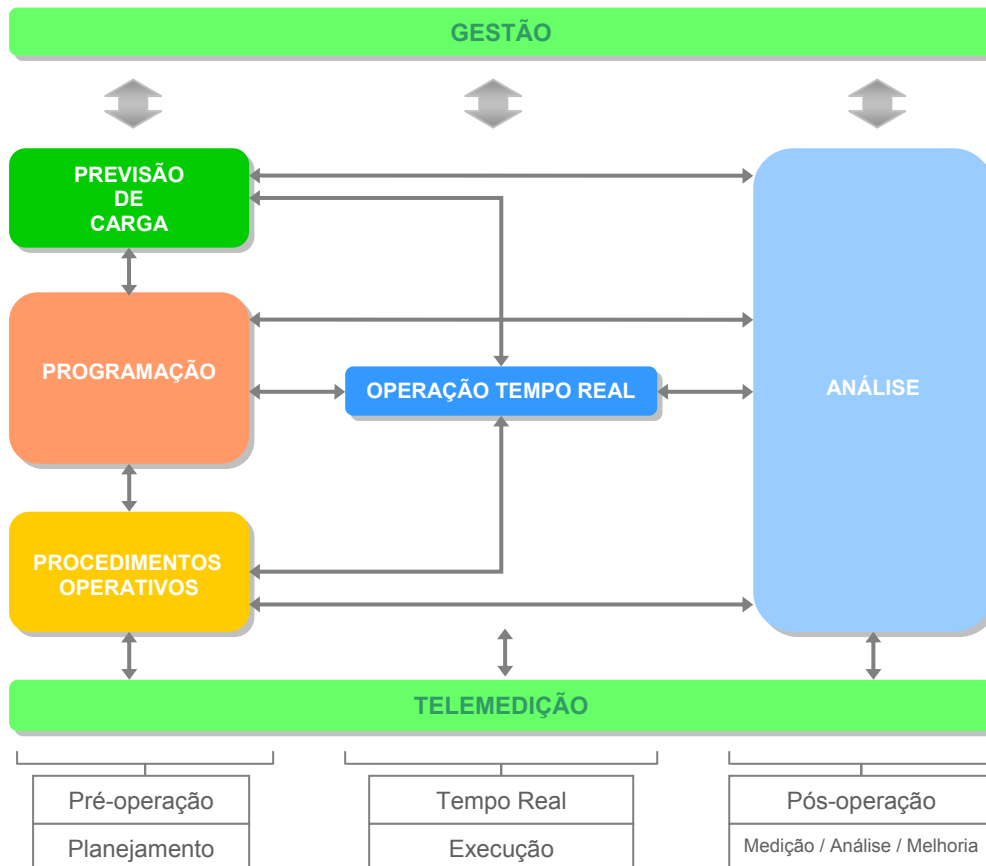 GESTÃO
PREVISÃO
DE
CARGA
PROGRAMAÇÃO
OPERAÇÃO TEMPO REAL
ANÁLISE
PROCEDIMENTOS
OPERATIVOS
TELEMEDIÇÃO
Pré-operação
Planejamento
Tempo Real
Execução
Pós-operação
Medição / Análise / Melhoria